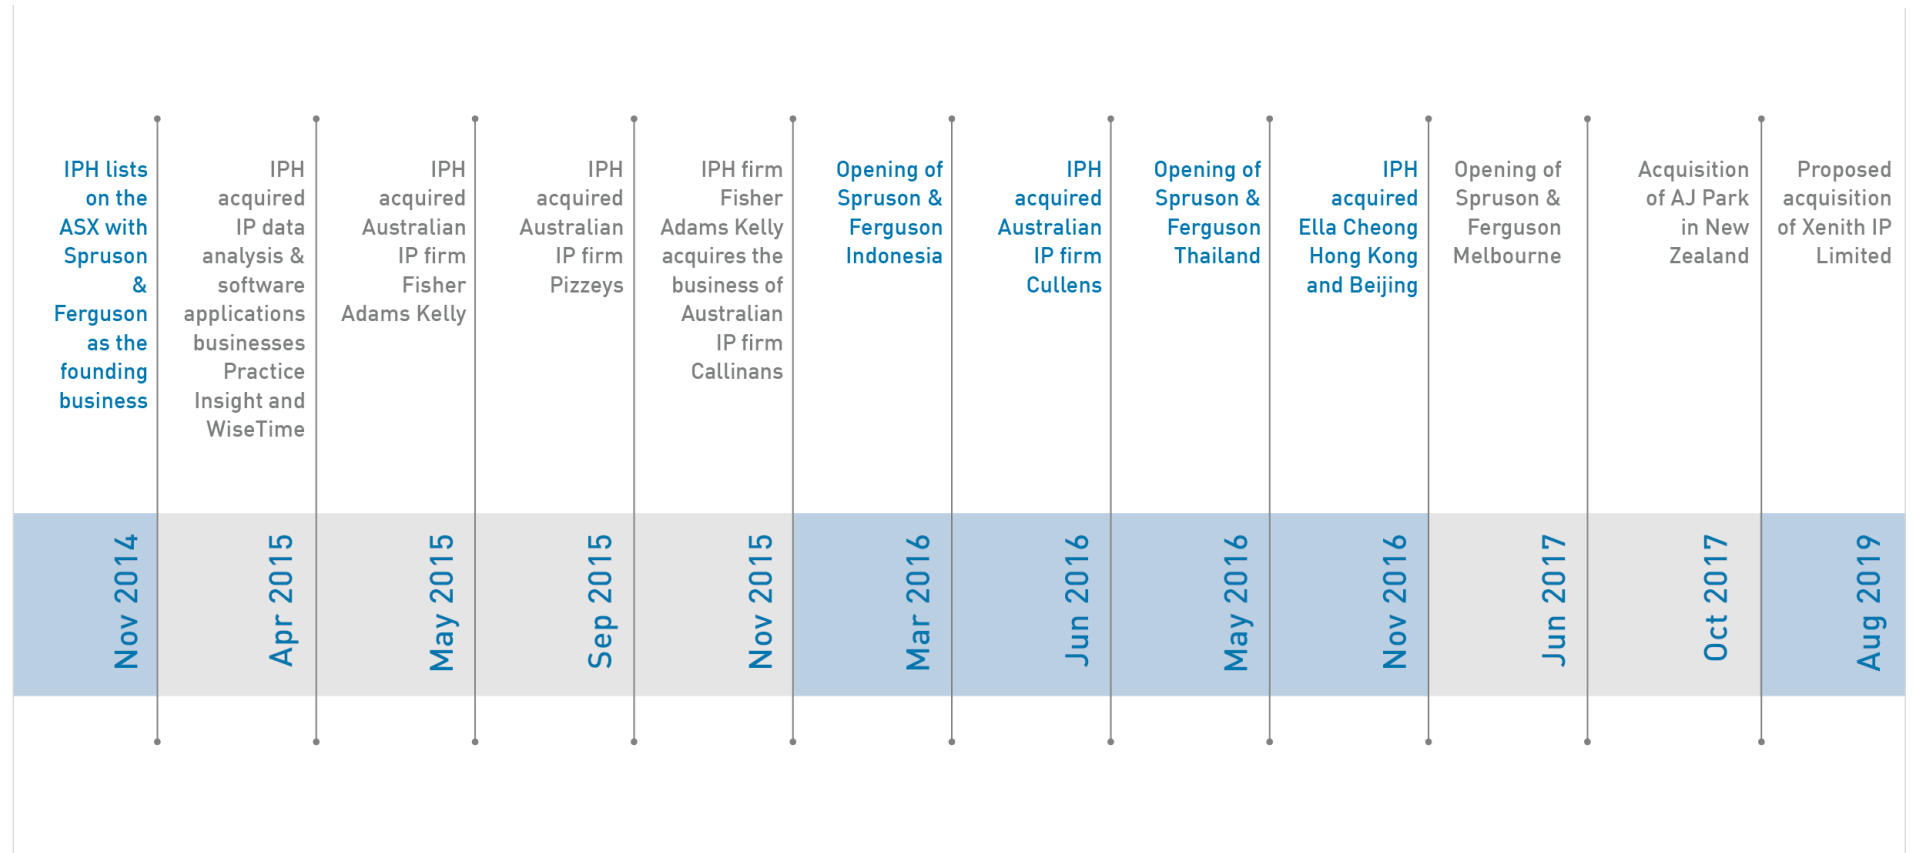 IPH lists
on the
ASX with
Spruson
&
Ferguson
as the
founding
business
IPH
acquired
IP data
analysis &
software
applications
businesses
Practice
Insight and
WiseTime
IPH
acquired
Australian
IP firm
Fisher
Adams Kelly
IPH
acquired
Australian
IP firm
Pizzeys
IPH firm
Fisher
Adams Kelly
acquires the
business of
Australian
IP firm
Callinans
Opening of
Spruson &
Ferguson
Indonesia
IPH
acquired
Australian
IP firm
Cullens
Opening of
Spruson &
Ferguson
Thailand
IPH
acquired
Ella Cheong
Hong Kong
and Beijing
Opening of
Spruson &
Ferguson
Melbourne
Acquisition
of AJ Park
in New
Zealand
Proposed
acquisition
of Xenith IP
Limited
Nov 2014
Apr 2015
May 2015
Sep 2015
Nov 2015
Mar 2016
Jun 2016
May 2016
Nov 2016
Jun 2017
Oct 2017
Aug 2019